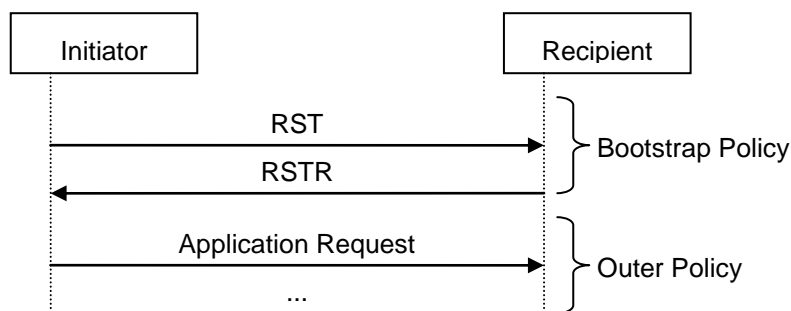 Initiator
Recipient
RST
Bootstrap Policy
RSTR
Application Request
Outer Policy
...